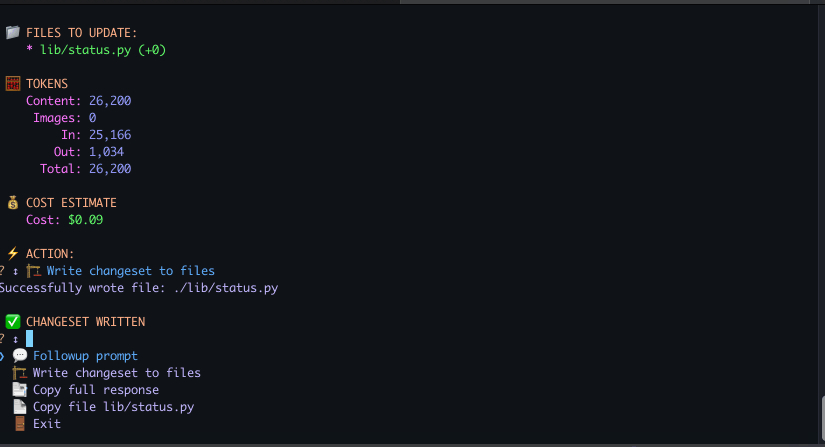 FILES TO UPDATE:
* lib/status.py (+0)
TOKENS
Content: 26,200
Images: 0
In: 25,166
Out: 1,034
Total: 26,200
COST ESTIMATE
Cost: $0.09
ACTION:
? ↕ Write changeset to files
Successfully wrote file: ./lib/status.py
CHANGESET WRITTEN
? ↕
❯ Followup prompt
Write changeset to files
Copy full response
Copy file lib/status.py
Exit